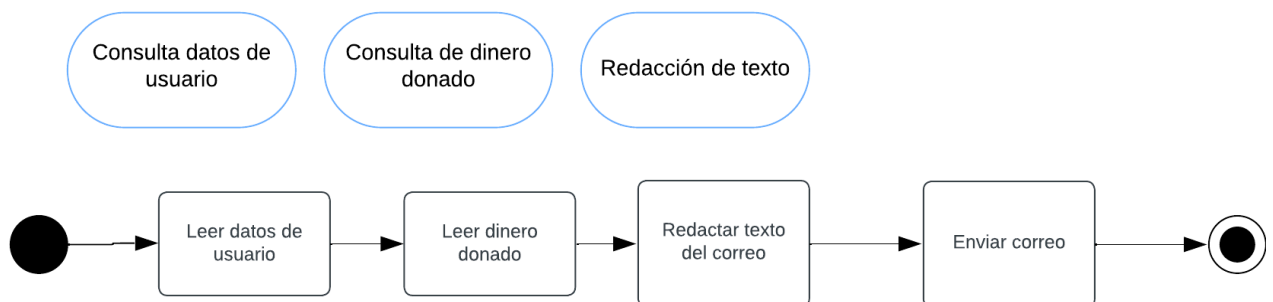 Consulta datos de
usuario
Consulta de dinero
donado
Redacción de texto
Leer datos de
usuario
Leer dinero
donado
Redactar texto
del correo
Enviar correo